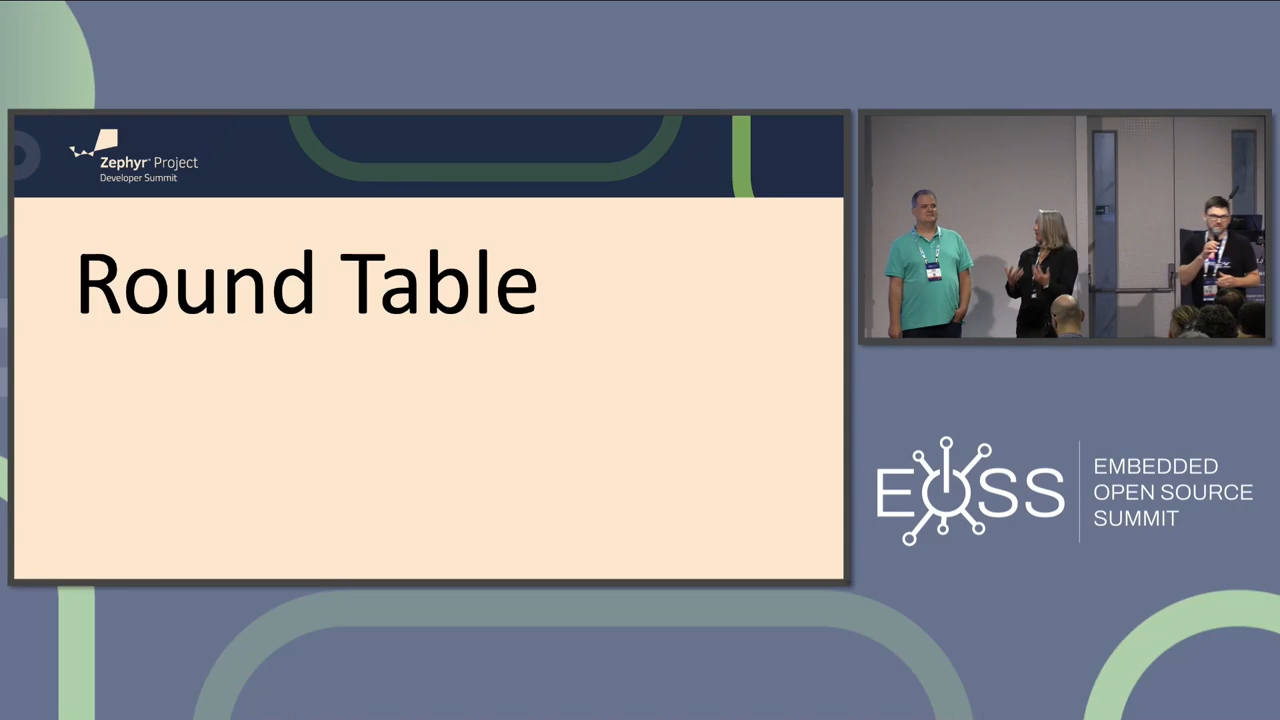 Zephyr® Project
Developer Summit
Round Table
EOSS
EMBEDDED
OPEN SOURCE
SUMMIT